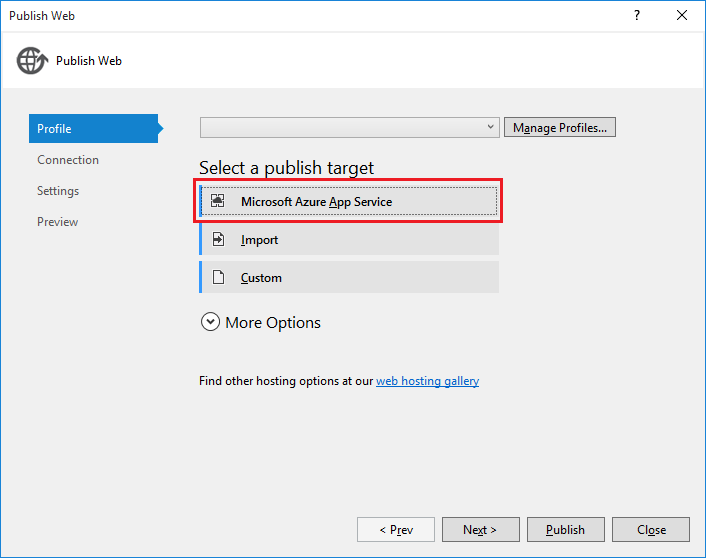 Publish Web
?
Publish Web
Profile
Manage Profiles...
Connection
Select a publish target
Settings
Microsoft Azure App Service
Preview
Import
Custom
More Options
Find other hosting options at our web hosting gallery
< Prev
Next >
Publish
Close